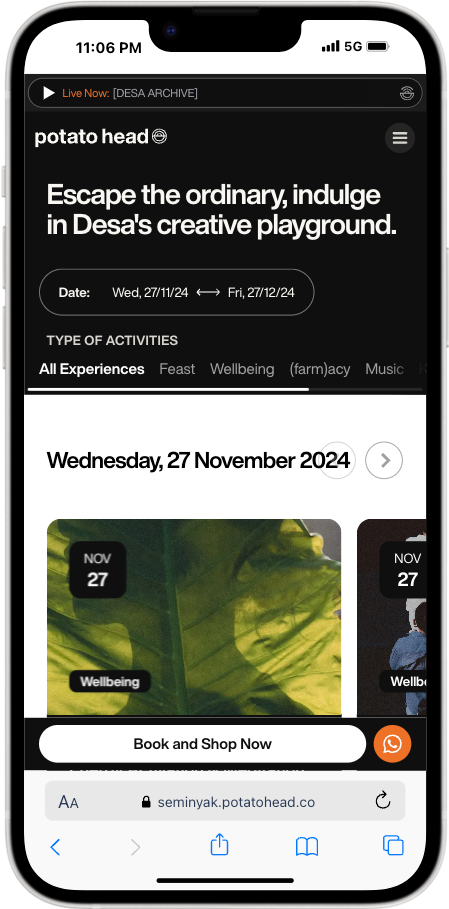 11:06 PM
5G
Live Now: [DESA ARCHIVE]
potato head
Escape the ordinary, indulge
in Desa's creative playground.
Date: Wed, 27/11/24 ⟷ Fri, 27/12/24
TYPE OF ACTIVITIES
All Experiences Feast Wellbeing (farm)acy Music
Wednesday, 27 November 2024
NOV
27
NOV
27
Wellbeing
Wellb
Book and Shop Now
AA
seminyak.potatohead.co